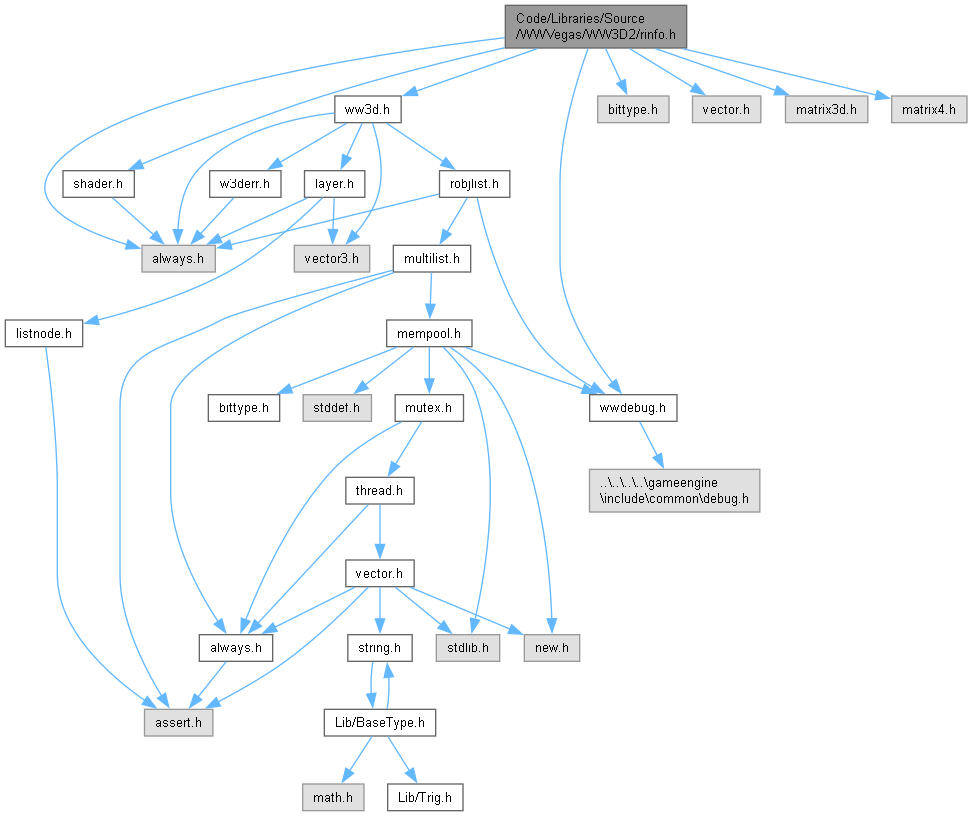 Code/Libraries/Source
/WWVegas/WW3D2/rinfo.h
ww3d.h
bittype.h
vector.h
matrix3d.h
matrix4.h
shader.h
w3derr.h
layer.h
robjlist.h
always.h
vector3.h
multilist.h
listnode.h
mempool.h
bittype.h
stddef.h
mutex.h
wwdebug.h
thread.h
..\..\..\..\gameengine
\include\common\debug.h
vector.h
always.h
string.h
stdlib.h
new.h
assert.h
Lib/BaseType.h
math.h
Lib/Trig.h